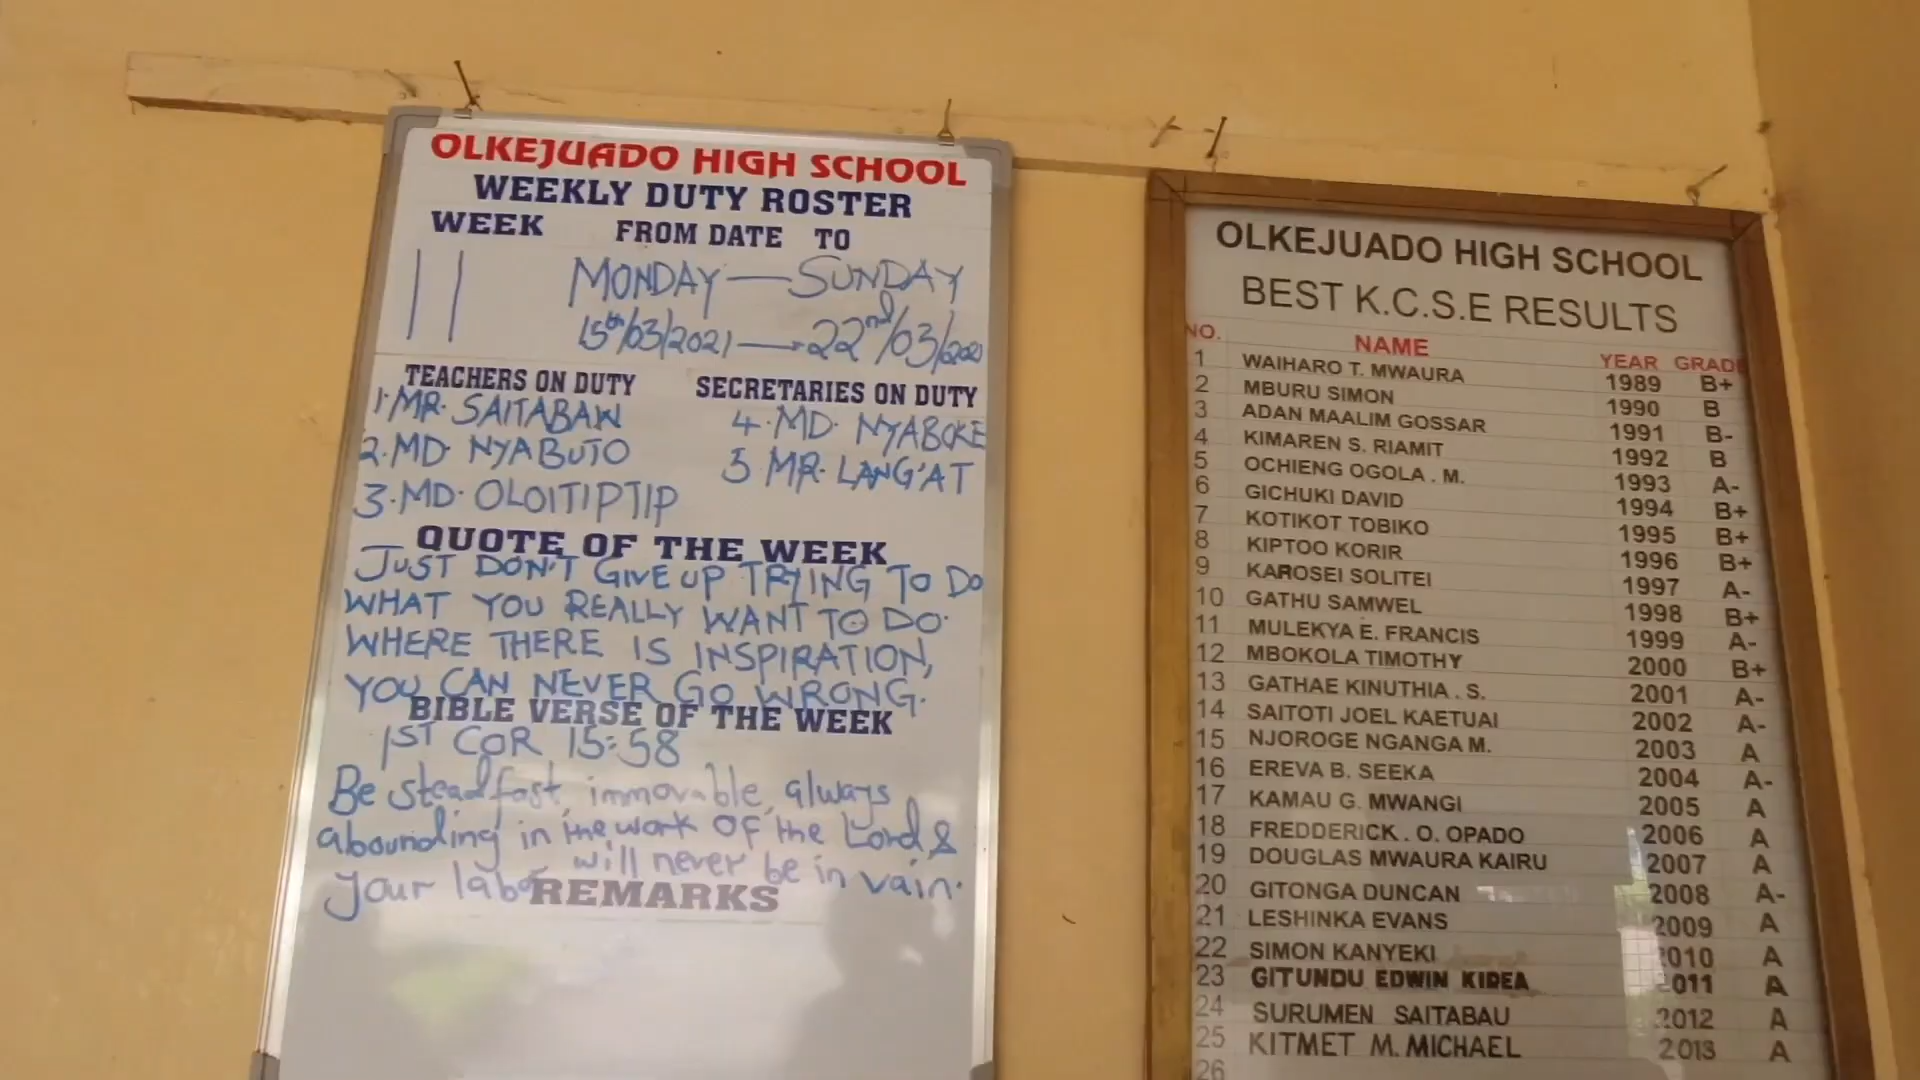 OLKEJUADO HIGH SCHOOL
WEEKLY DUTY ROSTER
WEEK FROM DATE TO
11 MONDAY — SUNDAY
15th/03/2021 → 22nd/03/2021
TEACHERS ON DUTY SECRETARIES ON DUTY
1. MR. SAITABAU 4. MD. NYABOKE
2. MD. NYABUTO 5 MR. LANG'AT
3. MD. OLOITIPTIP
QUOTE OF THE WEEK
JUST DON'T GIVE UP TRYING TO DO
WHAT YOU REALLY WANT TO DO.
WHERE THERE IS INSPIRATION,
YOU CAN NEVER GO WRONG.
BIBLE VERSE OF THE WEEK
1ST COR 15:58
Be steadfast, immovable, always
abounding in the work of the Lord &
your labor will never be in vain.
REMARKS
OLKEJUADO HIGH SCHOOL
BEST K.C.S.E RESULTS
NO. NAME YEAR GRADE
1 WAIHARO T. MWAURA 1989 B+
2 MBURU SIMON 1990 B
3 ADAN MAALIM GOSSAR 1991 B-
4 KIMAREN S. RIAMIT 1992 B
5 OCHIENG OGOLA . M. 1993 A-
6 GICHUKI DAVID 1994 B+
7 KOTIKOT TOBIKO 1995 B+
8 KIPTOO KORIR 1996 B+
9 KAROSEI SOLITEI 1997 A-
10 GATHU SAMWEL 1998 B+
11 MULEKYA E. FRANCIS 1999 A-
12 MBOKOLA TIMOTHY 2000 B+
13 GATHAE KINUTHIA . S. 2001 A-
14 SAITOTI JOEL KAETUAI 2002 A-
15 NJOROGE NGANGA M. 2003 A
16 EREVA B. SEEKA 2004 A-
17 KAMAU G. MWANGI 2005 A
18 FREDDERICK . O. OPADO 2006 A
19 DOUGLAS MWAURA KAIRU 2007 A
20 GITONGA DUNCAN 2008 A-
21 LESHINKA EVANS 2009 A
22 SIMON KANYEKI 2010 A
23 GITUNDU EDWIN KIREA 2011 A
24 SURUMEN SAITABAU 2012 A
25 KITMET M. MICHAEL 2013 A
26